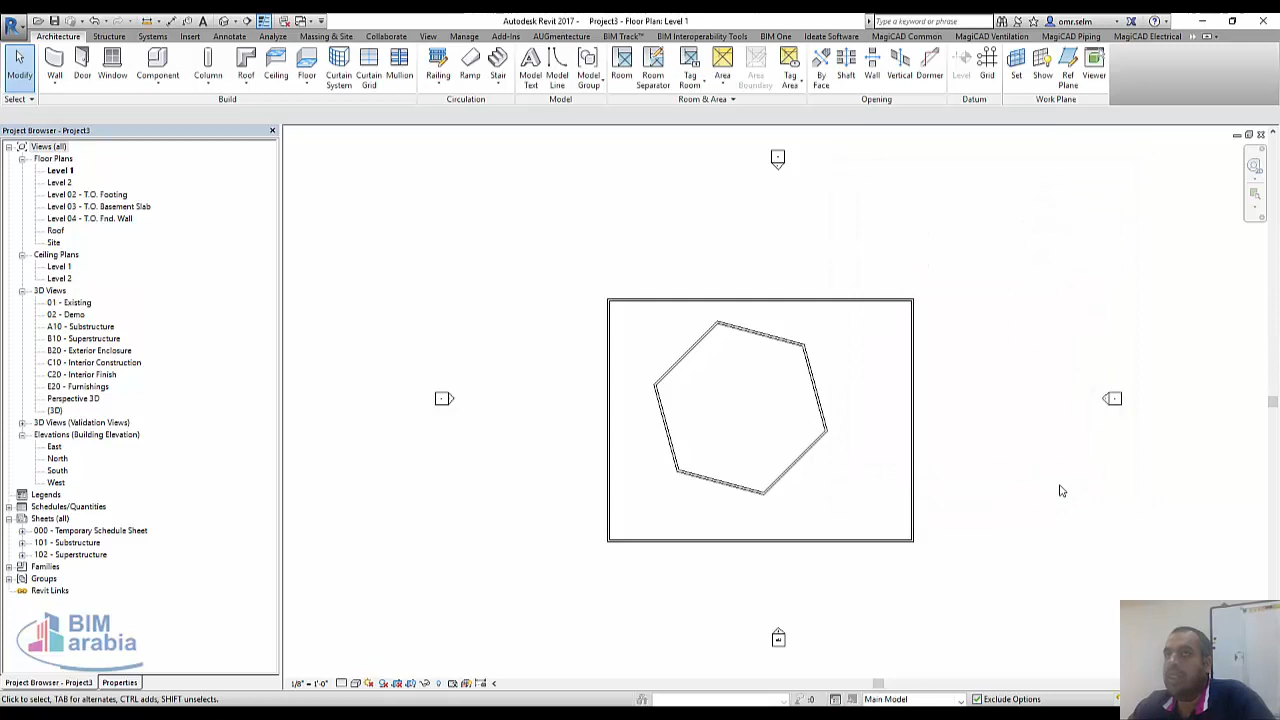 Autodesk Revit 2017 - Project3 - Floor Plan: Level 1
Type a keyword or phrase
omr.selm
Architecture Structure Systems Insert Annotate Analyze Massing & Site Collaborate View Manage Add-Ins AUGmentecture BIM Track™ BIM Interoperability Tools BIM One Ideate Software MagiCAD Common MagiCAD Ventilation MagiCAD Piping MagiCAD Electrical
Modify Wall Door Window Component Column Roof Ceiling Floor Curtain System Curtain Grid Mullion Railing Ramp Stair Model Text Model Line Model Group Room Room Separator Tag Room Area Area Boundary Tag Area By Face Shaft Wall Vertical Dormer Level Grid Set Show Ref Plane Viewer
Select Build Circulation Model Room & Area Opening Datum Work Plane
Project Browser - Project3
Views (all)
Floor Plans
Level 1
Level 2
Level 02 - T.O. Footing
Level 03 - T.O. Basement Slab
Level 04 - T.O. Fnd. Wall
Roof
Site
Ceiling Plans
Level 1
Level 2
3D Views
01 - Existing
02 - Demo
A10 - Substructure
B10 - Superstructure
B20 - Exterior Enclosure
C10 - Interior Construction
C20 - Interior Finish
E20 - Furnishings
Perspective 3D
{3D}
3D Views (Validation Views)
Elevations (Building Elevation)
East
North
South
West
Legends
Schedules/Quantities
Sheets (all)
000 - Temporary Schedule Sheet
101 - Substructure
102 - Superstructure
Families
Groups
Revit Links
BIM
arabia
Project Browser - Project3 Properties
1/8" = 1'-0"
Click to select, TAB for alternates, CTRL adds, SHIFT unselects.
:0
Main Model
Exclude Options